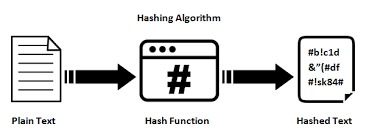 Hashing Algorithm
#
#b!c1d
&"(#df
#!sk84#
Plain Text
Hash Function
Hashed Text